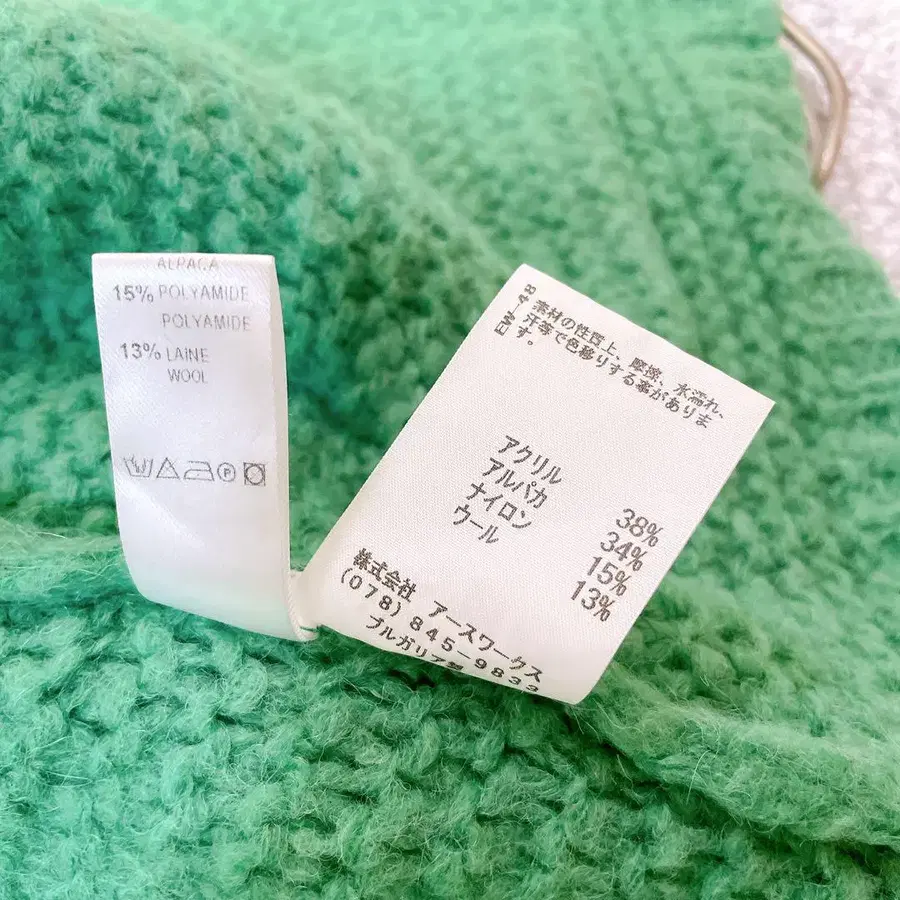 ALPACA
15% POLYAMIDE
POLYAMIDE
13% LAINE
WOOL
EM-48
素材の性質上、摩擦、水濡れ、
汗等で色移りする事がありま
す。
アクリル 38%
アルパカ 34%
ナイロン 15%
ウール 13%
株式会社 アースワークス
(078)845-9839
ブルガリア製